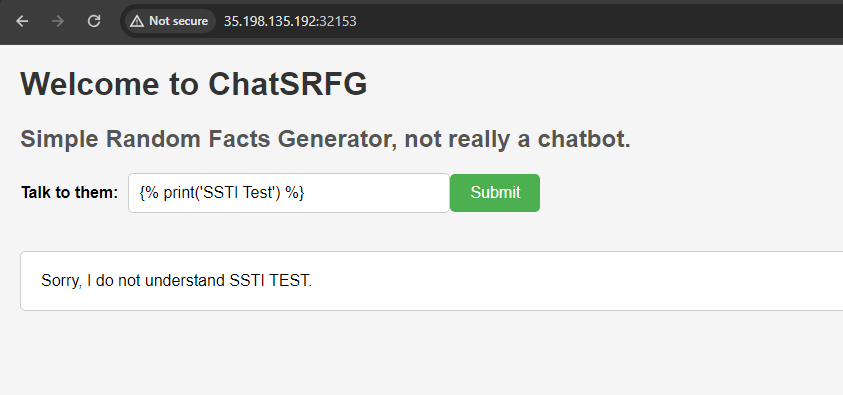 Not secure 35.198.135.192:32153
Welcome to ChatSRFG
Simple Random Facts Generator, not really a chatbot.
Talk to them: {% print('SSTI Test') %} Submit
Sorry, I do not understand SSTI TEST.